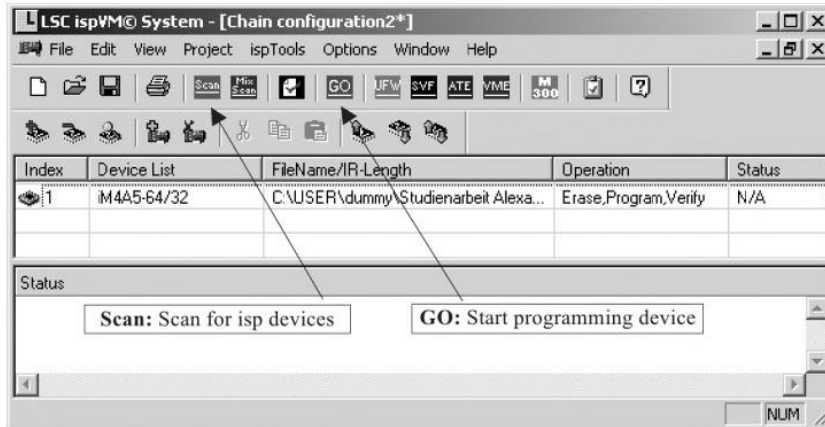 LSC ispVM© System - [Chain configuration2*]
File Edit View Project ispTools Options Window Help
Scan Mix Scan GO UFW SVF ATE VME M 300
Index Device List FileName/IR-Length Operation Status
1 iM4A5-64/32 C:\USER\dummy\Studienarbeit Alexa... Erase,Program,Verify N/A
Status
Scan: Scan for isp devices GO: Start programming device
NUM